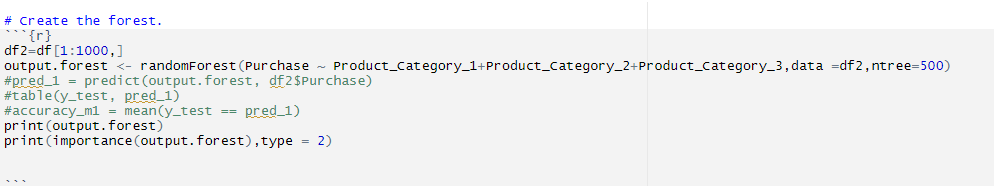 # Create the forest.
```{r}
df2=df[1:1000,]
output.forest <- randomForest(Purchase ~ Product_Category_1+Product_Category_2+Product_Category_3,data =df2,ntree=500)
#pred_1 = predict(output.forest, df2$Purchase)
#table(y_test, pred_1)
#accuracy_m1 = mean(y_test == pred_1)
print(output.forest)
print(importance(output.forest),type = 2)
```